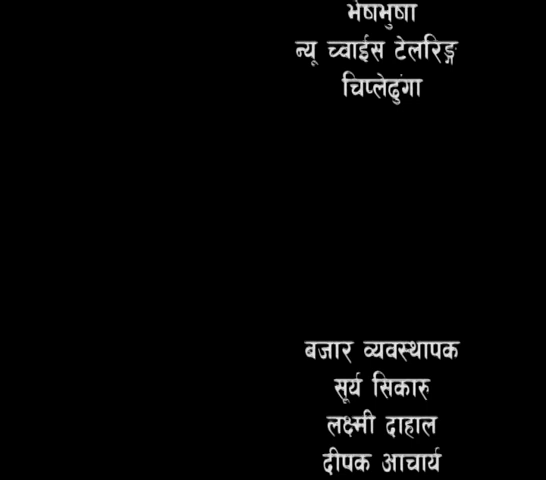 भेषभुषा
न्यू च्वाईस टेलरिङ्ग
चिप्लेढुंगा
बजार व्यवस्थापक
सूर्य सिकारु
लक्ष्मी दाहाल
दीपक आचार्य